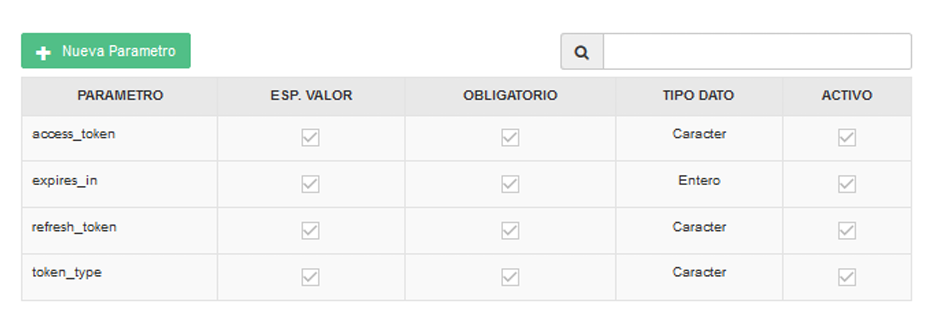 Nueva Parametro
PARAMETRO ESP. VALOR OBLIGATORIO TIPO DATO ACTIVO
access_token Caracter
expires_in Entero
refresh_token Caracter
token_type Caracter